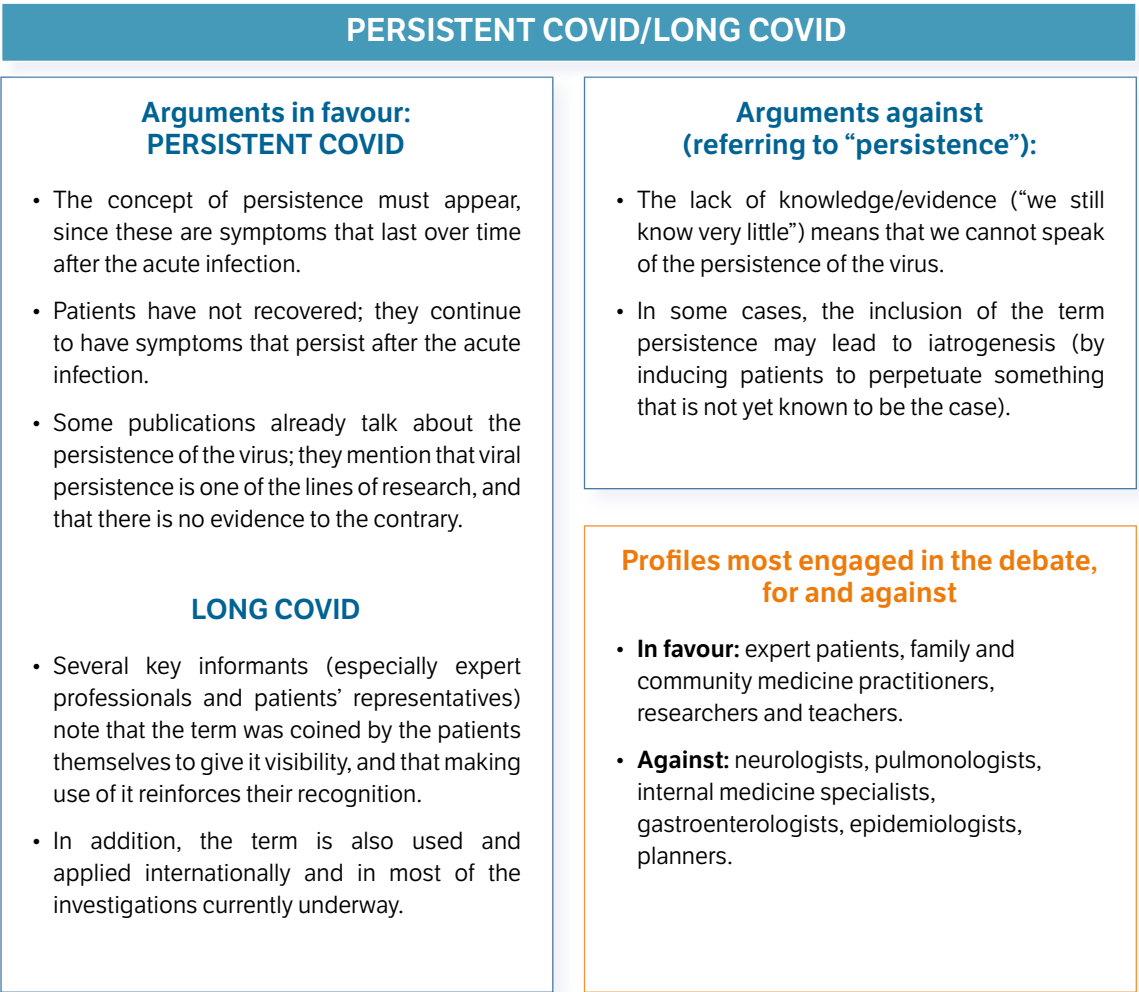 PERSISTENT COVID/LONG COVID
Arguments in favour:
PERSISTENT COVID
• The concept of persistence must appear,
since these are symptoms that last over time
after the acute infection.
• Patients have not recovered; they continue
to have symptoms that persist after the acute
infection.
• Some publications already talk about the
persistence of the virus; they mention that viral
persistence is one of the lines of research, and
that there is no evidence to the contrary.
LONG COVID
• Several key informants (especially expert
professionals and patients’ representatives)
note that the term was coined by the patients
themselves to give it visibility, and that making
use of it reinforces their recognition.
• In addition, the term is also used and
applied internationally and in most of the
investigations currently underway.
Arguments against
(referring to “persistence”):
• The lack of knowledge/evidence (“we still
know very little”) means that we cannot speak
of the persistence of the virus.
• In some cases, the inclusion of the term
persistence may lead to iatrogenesis (by
inducing patients to perpetuate something
that is not yet known to be the case).
Profiles most engaged in the debate,
for and against
• In favour: expert patients, family and
community medicine practitioners,
researchers and teachers.
• Against: neurologists, pulmonologists,
internal medicine specialists,
gastroenterologists, epidemiologists,
planners.